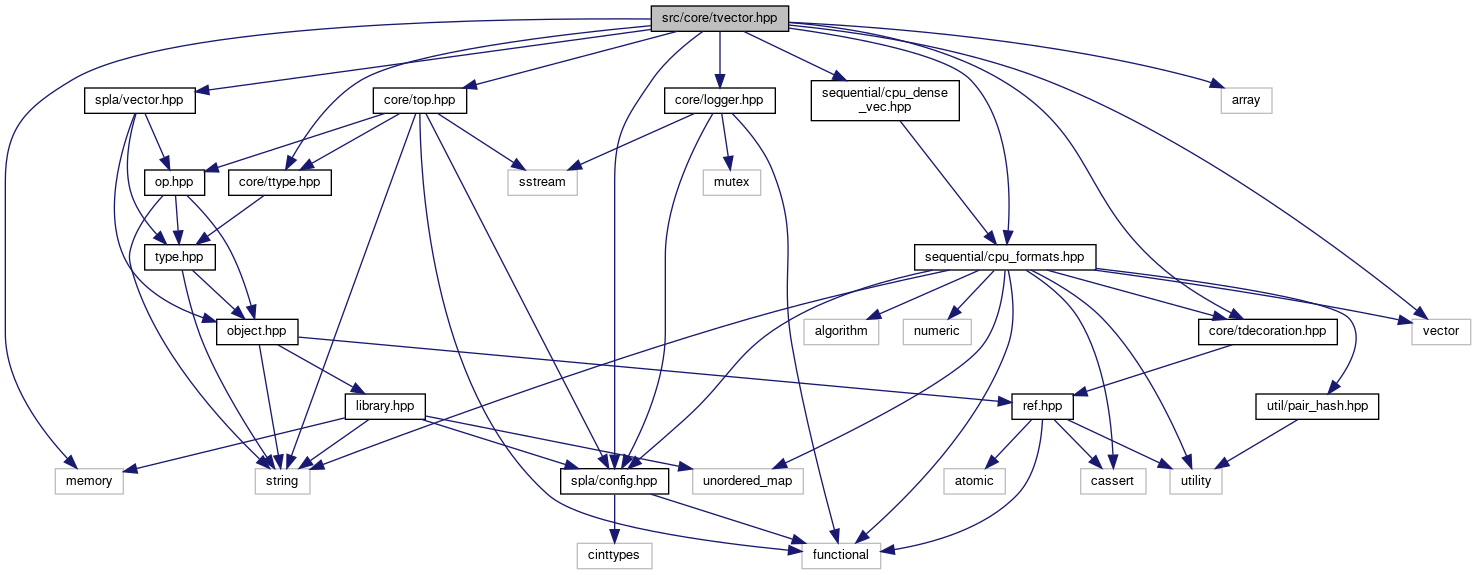 src/core/tvector.hpp
spla/vector.hpp
core/top.hpp
core/logger.hpp
sequential/cpu_dense
_vec.hpp
array
op.hpp
core/ttype.hpp
sstream
mutex
type.hpp
sequential/cpu_formats.hpp
object.hpp
algorithm
numeric
core/tdecoration.hpp
vector
library.hpp
ref.hpp
util/pair_hash.hpp
memory
string
spla/config.hpp
unordered_map
atomic
cassert
utility
cinttypes
functional